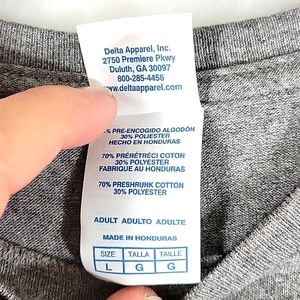 Delta Apparel, Inc.
2750 Premiere Pkwy
Duluth, GA 30097
800-285-4456
www.deltaapparel.com
% PRE-ENCOGIDO ALGODÓN
30% POLIESTER
HECHO EN HONDURAS
70% PRÉRÉTRÉCI COTON
30% POLYESTER
FABRIQUE AU HONDURAS
70% PRESHRUNK COTTON
30% POLYESTER
ADULT ADULTO ADULTE
MADE IN HONDURAS
SIZE TALLA TAILLE
L G G